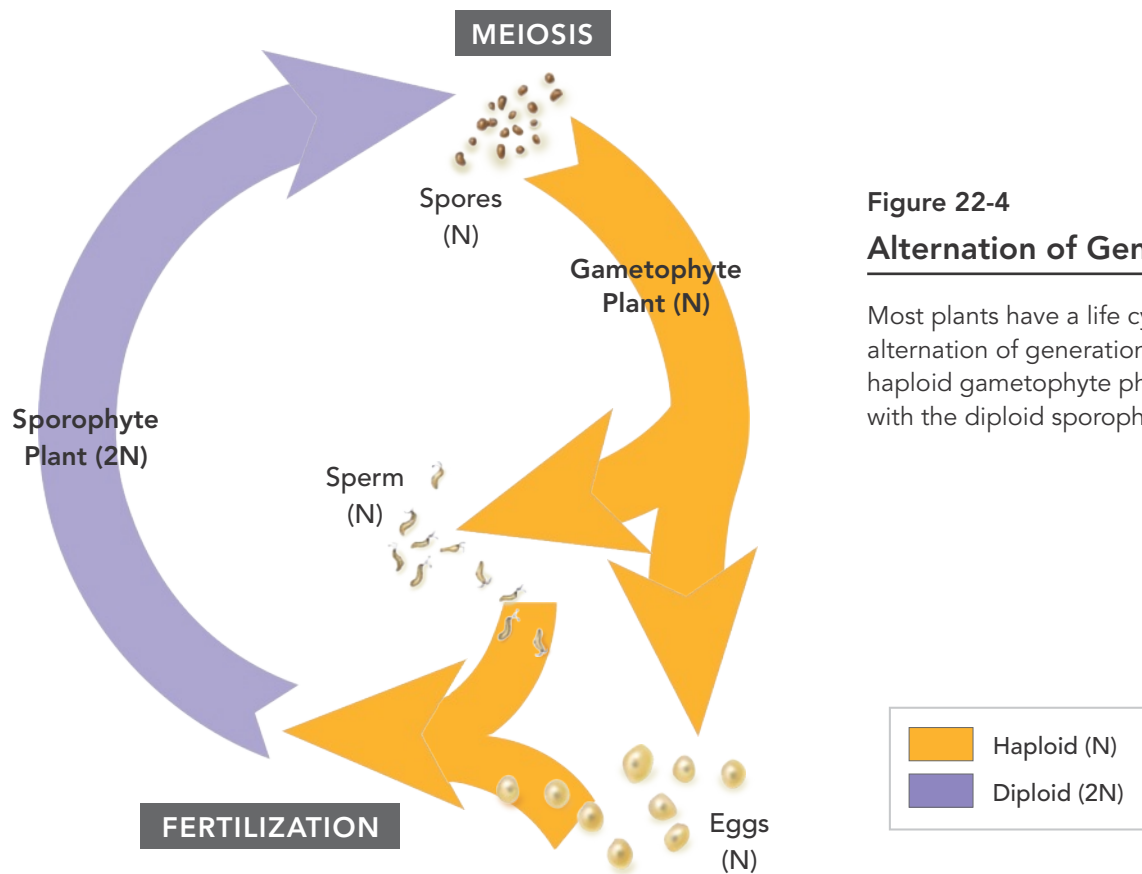 MEIOSIS
Spores
(N)
Gametophyte
Plant (N)
Sporophyte
Plant (2N)
Sperm
(N)
FERTILIZATION
Eggs
(N)
Figure 22-4
Alternation of Gen
Most plants have a life cy
alternation of generation
haploid gametophyte ph
with the diploid sporoph
Haploid (N)
Diploid (2N)